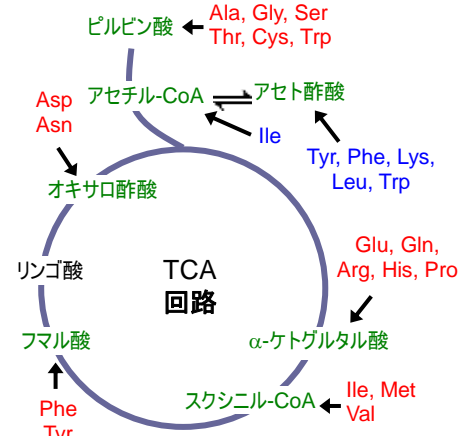 ピルビン酸
Ala, Gly, Ser
Thr, Cys, Trp
アセチル-CoA
アセト酢酸
Asp
Asn
Ile
Tyr, Phe, Lys,
Leu, Trp
オキサロ酢酸
Glu, Gln,
Arg, His, Pro
リンゴ酸
TCA
回路
フマル酸
α-ケトグルタル酸
スクシニル-CoA
Ile, Met
Val
Phe
Tyr